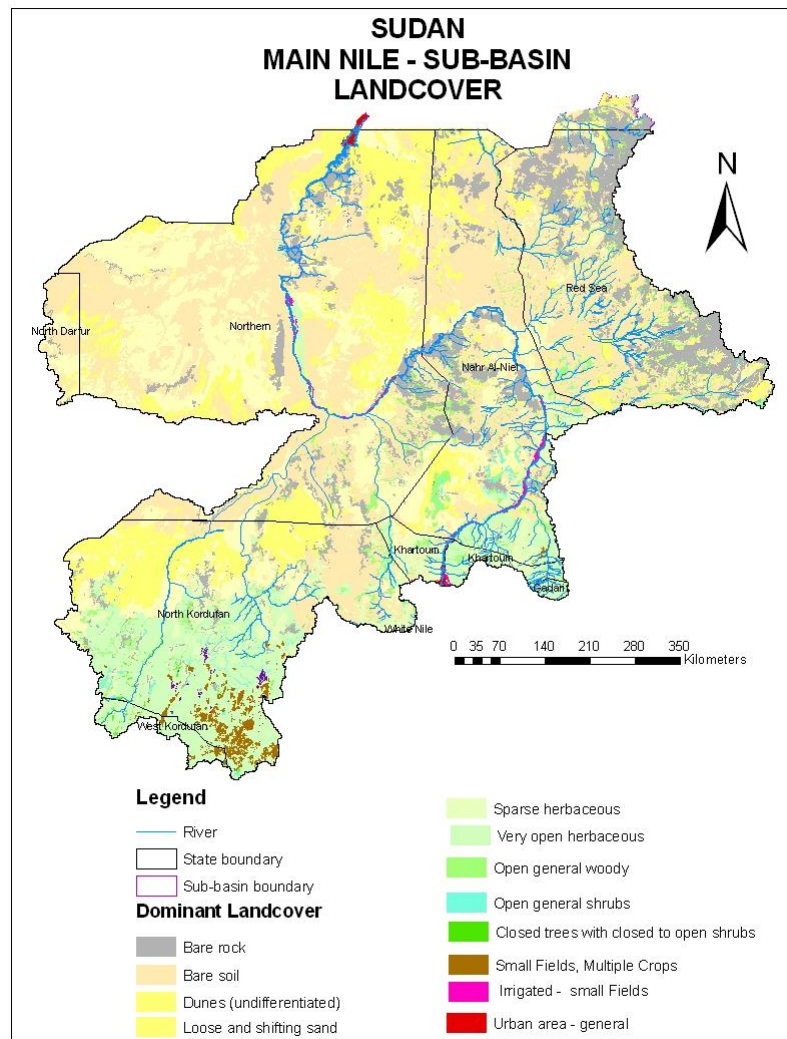 SUDAN
MAIN NILE - SUB-BASIN
LANDCOVER
N
Red Sea
North Darfur
Northern
Nahr Al-Niel
Khartoum
Khartoum
Gadarif
North Kordufan
White Nile
West Kordufan
0 35 70 140 210 280 350
Kilometers
Legend
River
State boundary
Sub-basin boundary
Dominant Landcover
Bare rock
Bare soil
Dunes (undifferentiated)
Loose and shifting sand
Sparse herbaceous
Very open herbaceous
Open general woody
Open general shrubs
Closed trees with closed to open shrubs
Small Fields, Multiple Crops
Irrigated - small Fields
Urban area - general